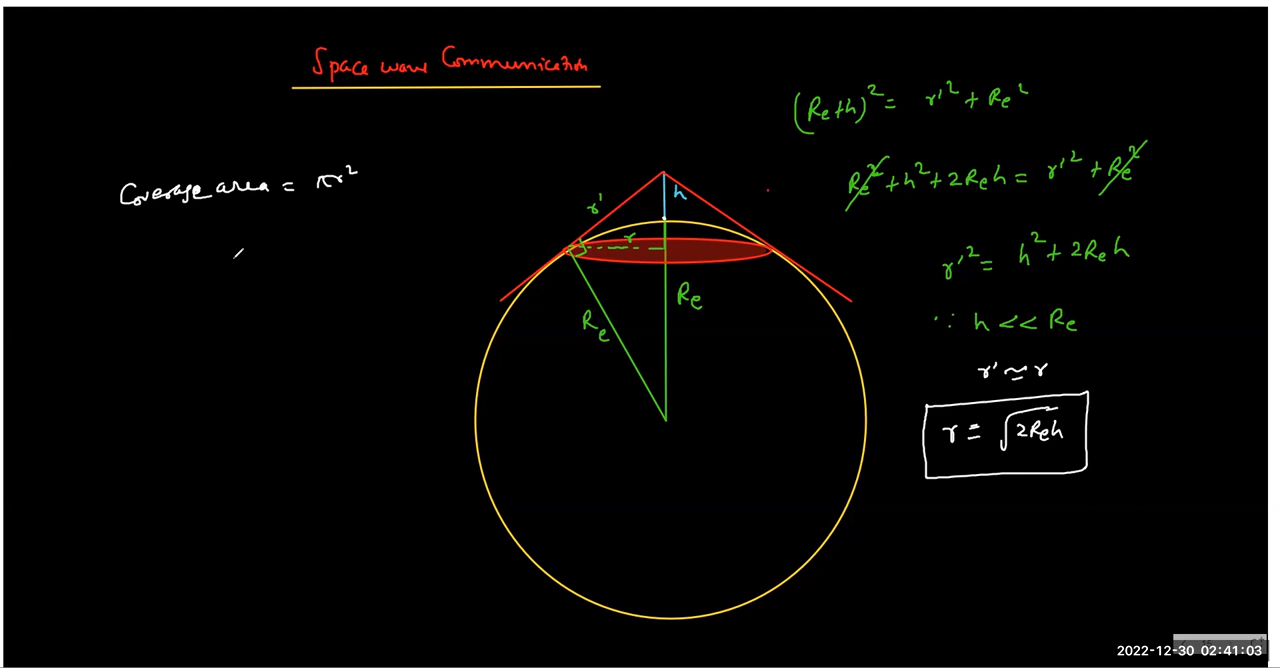 Space wave Communication
(Re+h)² = r'² + Re²
Coverage area = πr²
Re² + h² + 2Reh = r'² + Re²
r'² = h² + 2Reh
∵ h << Re
r' ≃ r
r = √2Reh
h
r'
r
Re
Re
2022-12-30 02:41:03